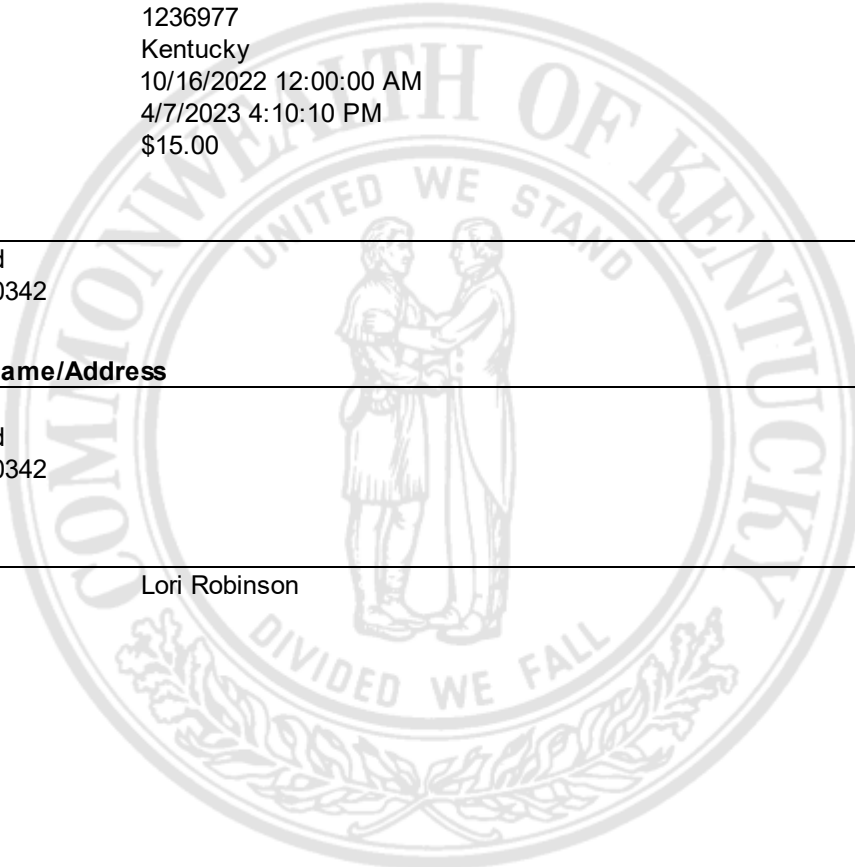 1236977
Kentucky
10/16/2022 12:00:00 AM
4/7/2023 4:10:10 PM
$15.00
d
0342
ame/Address
d
0342
Lori Robinson
COMMONWEALTH OF KENTUCKY
UNITED WE STAND
DIVIDED WE FALL